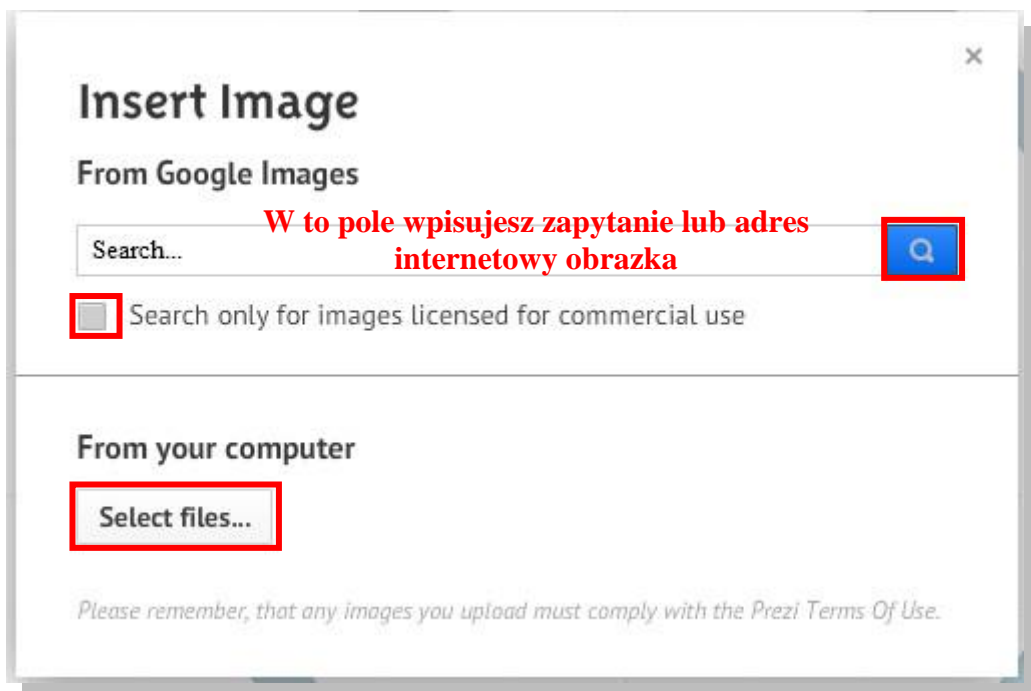 ×
Insert Image
From Google Images
W to pole wpisujesz zapytanie lub adres
internetowy obrazka
Search...
Search only for images licensed for commercial use
From your computer
Select files...
Please remember, that any images you upload must comply with the Prezi Terms Of Use.